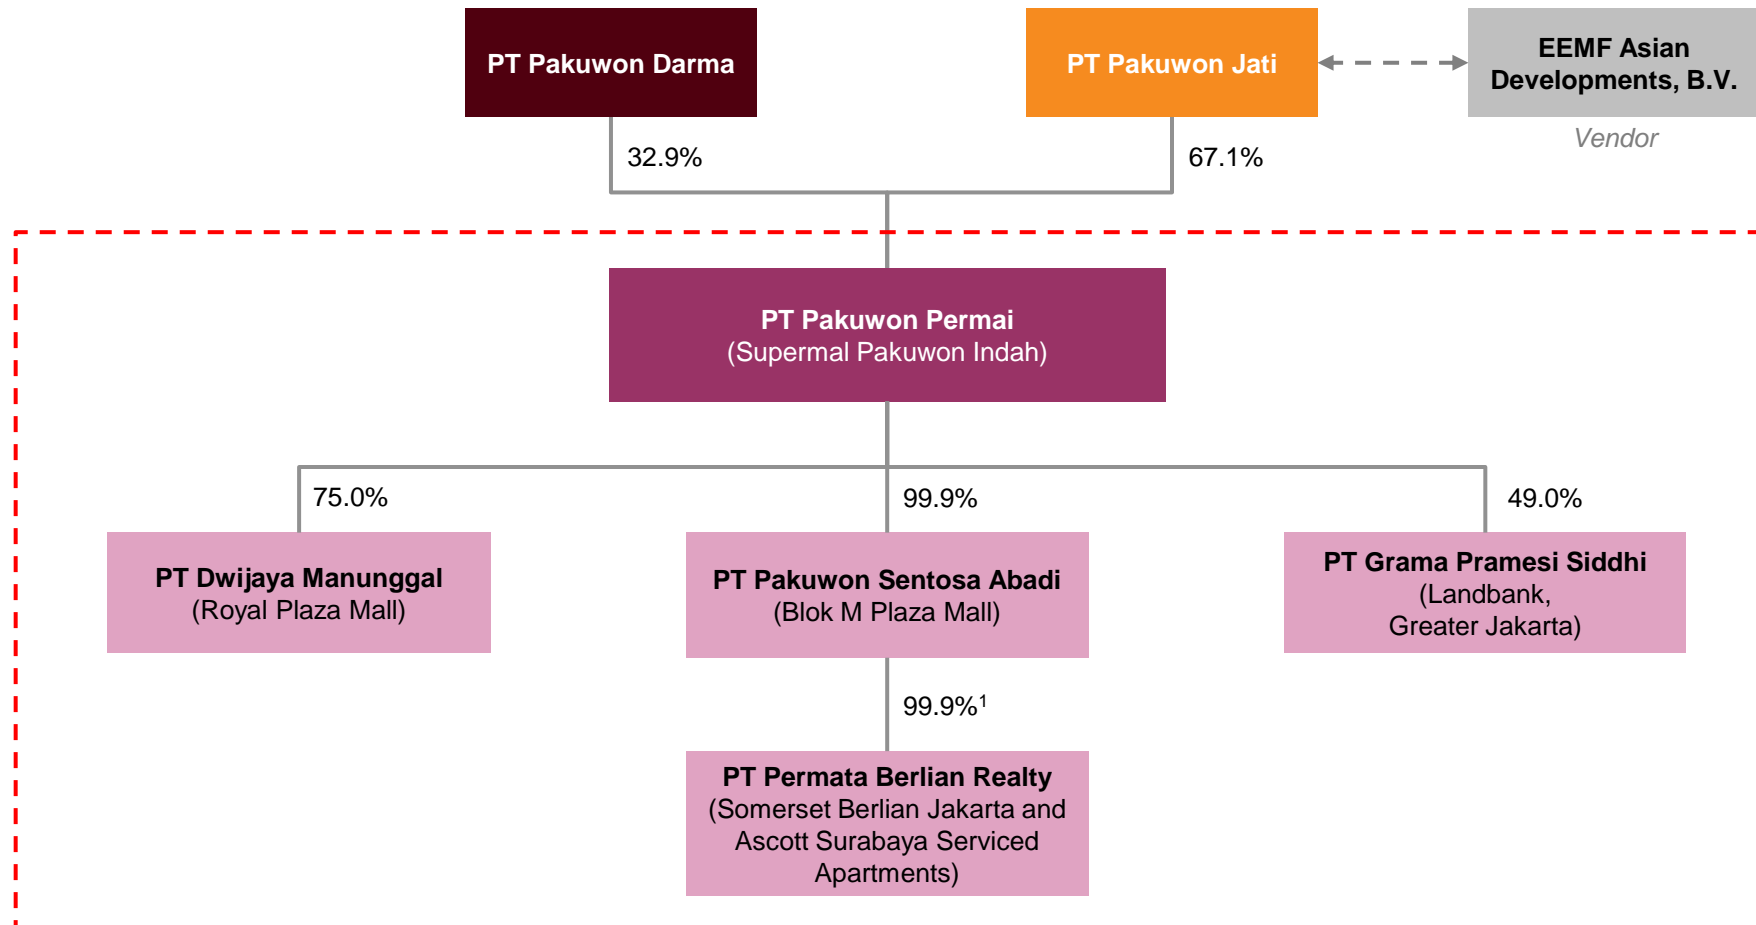 PT Pakuwon Darma
PT Pakuwon Jati
EEMF Asian
Developments, B.V.
Vendor
32.9%
67.1%
PT Pakuwon Permai
(Supermal Pakuwon Indah)
75.0%
99.9%
49.0%
PT Dwijaya Manunggal
(Royal Plaza Mall)
PT Pakuwon Sentosa Abadi
(Blok M Plaza Mall)
PT Grama Pramesi Siddhi
(Landbank,
Greater Jakarta)
99.9%¹
PT Permata Berlian Realty
(Somerset Berlian Jakarta and
Ascott Surabaya Serviced
Apartments)